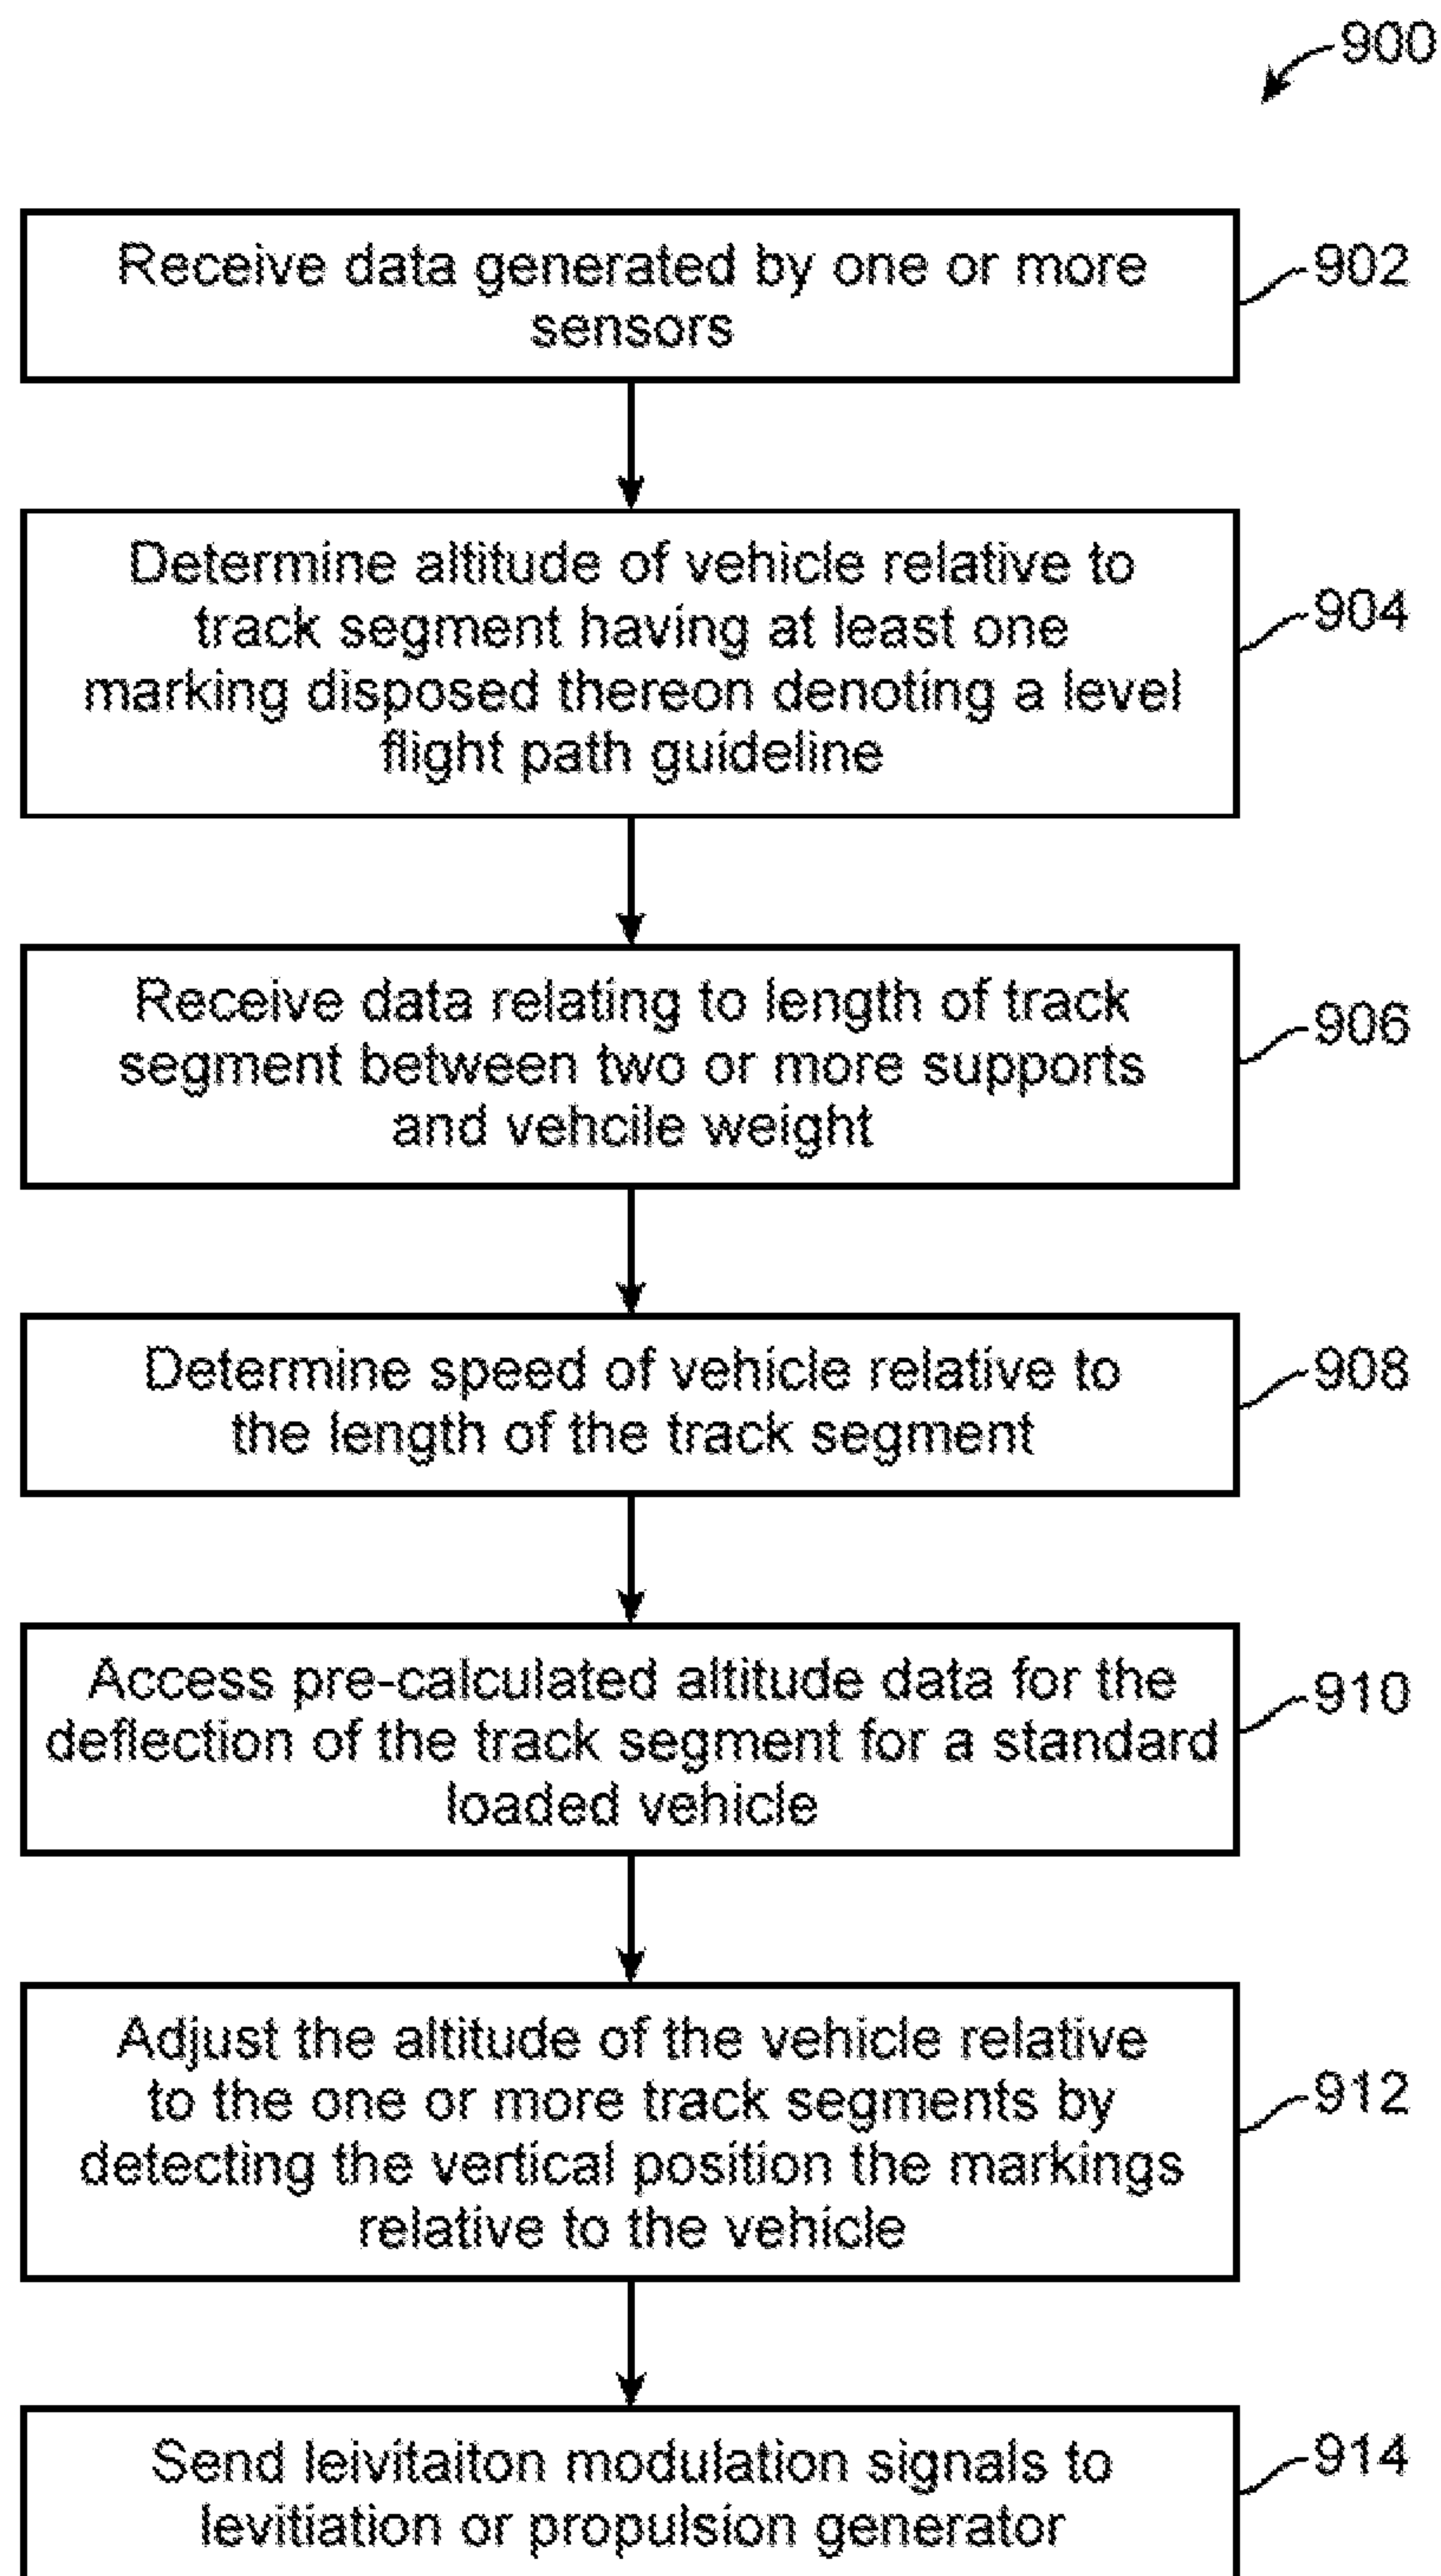 900
Receive data generated by one or more
sensors
902
Determine altitude of vehicle relative to
track segment having at least one
marking disposed thereon denoting a level
flight path guideline
904
Receive data relating to length of track
segment between two or more supports
and vehcile weight
906
Determine speed of vehicle relative to
the length of the track segment
908
Access pre-calculated altitude data for the
deflection of the track segment for a standard
loaded vehicle
910
Adjust the altitude of the vehicle relative
to the one or more track segments by
detecting the vertical position the markings
relative to the vehicle
912
Send leivitaiton modulation signals to
levitiation or propulsion generator
914